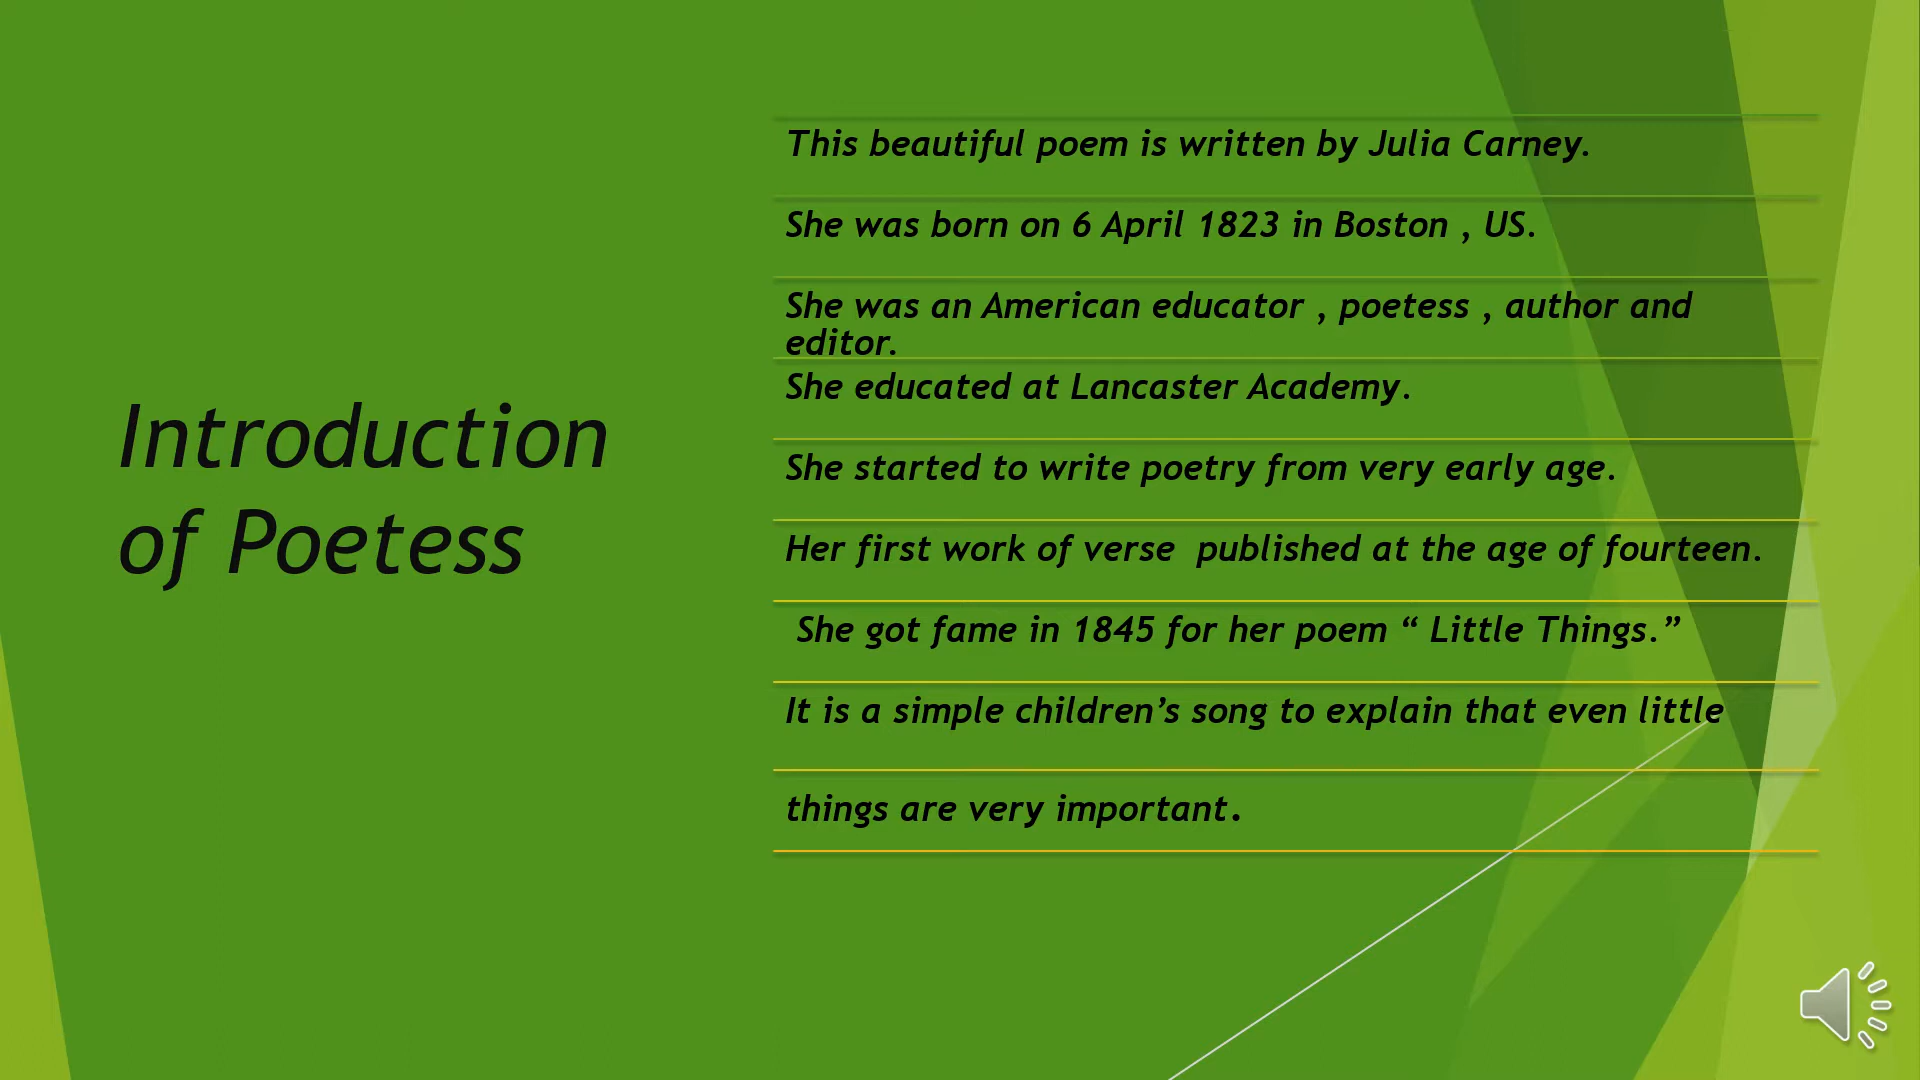 Introduction
of Poetess
This beautiful poem is written by Julia Carney.
She was born on 6 April 1823 in Boston , US.
She was an American educator , poetess , author and
editor.
She educated at Lancaster Academy.
She started to write poetry from very early age.
Her first work of verse  published at the age of fourteen.
She got fame in 1845 for her poem “ Little Things.”
It is a simple children’s song to explain that even little
things are very important.